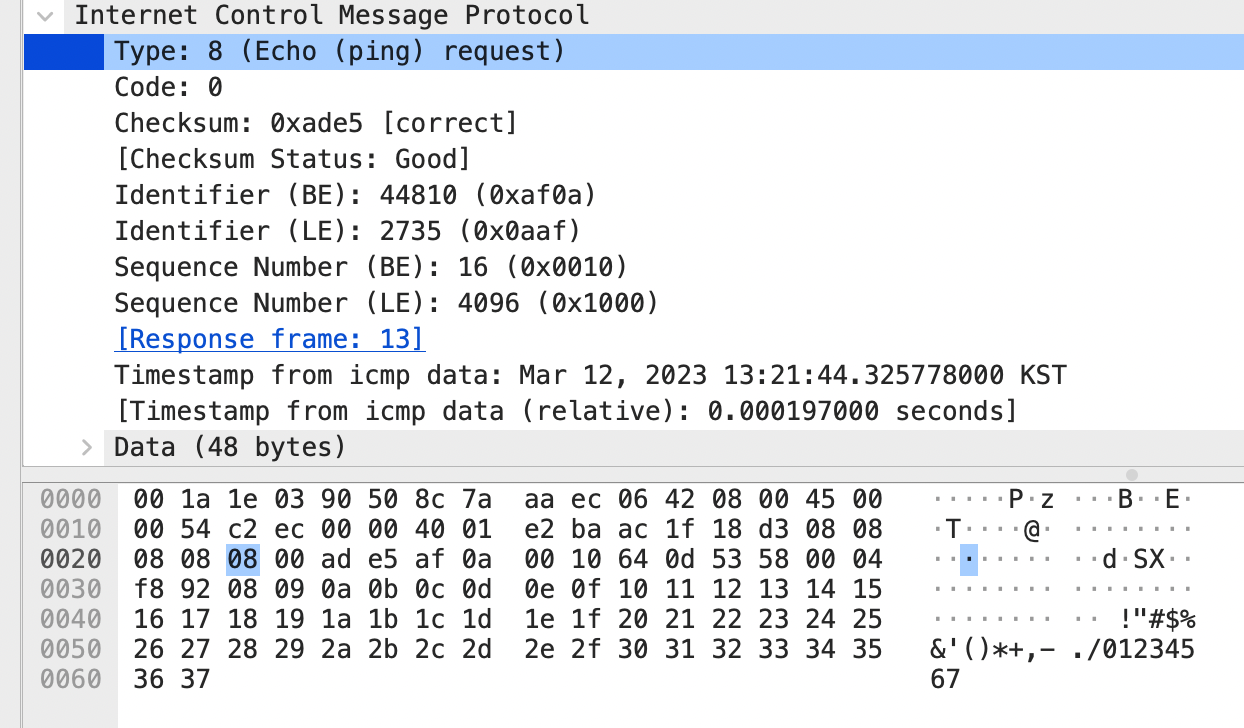 Internet Control Message Protocol
Type: 8 (Echo (ping) request)
Code: 0
Checksum: 0xade5 [correct]
[Checksum Status: Good]
Identifier (BE): 44810 (0xaf0a)
Identifier (LE): 2735 (0x0aaf)
Sequence Number (BE): 16 (0x0010)
Sequence Number (LE): 4096 (0x1000)
[Response frame: 13]
Timestamp from icmp data: Mar 12, 2023 13:21:44.325778000 KST
[Timestamp from icmp data (relative): 0.000197000 seconds]
Data (48 bytes)
0000 00 1a 1e 03 90 50 8c 7a aa ec 06 42 08 00 45 00 ·····P·z ···B··E·
0010 00 54 c2 ec 00 00 40 01 e2 ba ac 1f 18 d3 08 08 ·T····@· ········
0020 08 08 08 00 ad e5 af 0a 00 10 64 0d 53 58 00 04 ········ ··d·SX··
0030 f8 92 08 09 0a 0b 0c 0d 0e 0f 10 11 12 13 14 15 ········ ········
0040 16 17 18 19 1a 1b 1c 1d 1e 1f 20 21 22 23 24 25 ········ ·· !"#$%
0050 26 27 28 29 2a 2b 2c 2d 2e 2f 30 31 32 33 34 35 &'()*+,- ./012345
0060 36 37 67